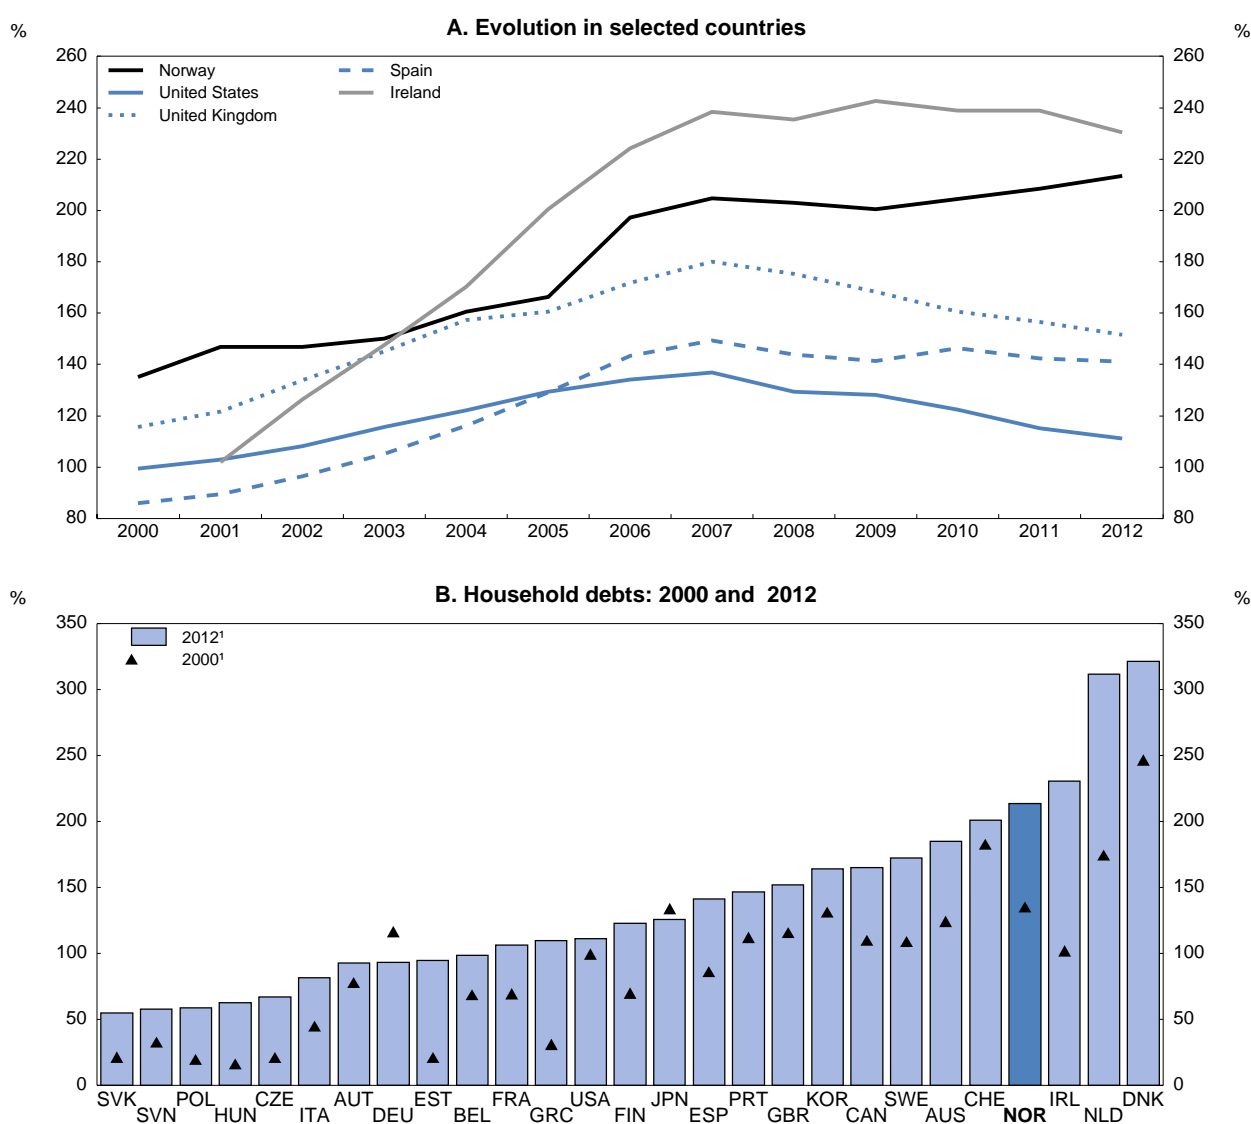 A. Evolution in selected countries
% %
260 260
Norway Spain
United States Ireland
240 240
United Kingdom
220 220
200 200
180 180
160 160
140 140
120 120
100 100
80 80
2000 2001 2002 2003 2004 2005 2006 2007 2008 2009 2010 2011 2012
B. Household debts: 2000 and 2012
% %
350 350
2012¹
2000¹
300 300
250 250
200 200
150 150
100 100
50 50
0 0
SVK POL CZE AUT EST FRA USA JPN PRT KOR SWE CHE IRL DNK
SVN HUN ITA DEU BEL GRC FIN ESP GBR CAN AUS NOR NLD